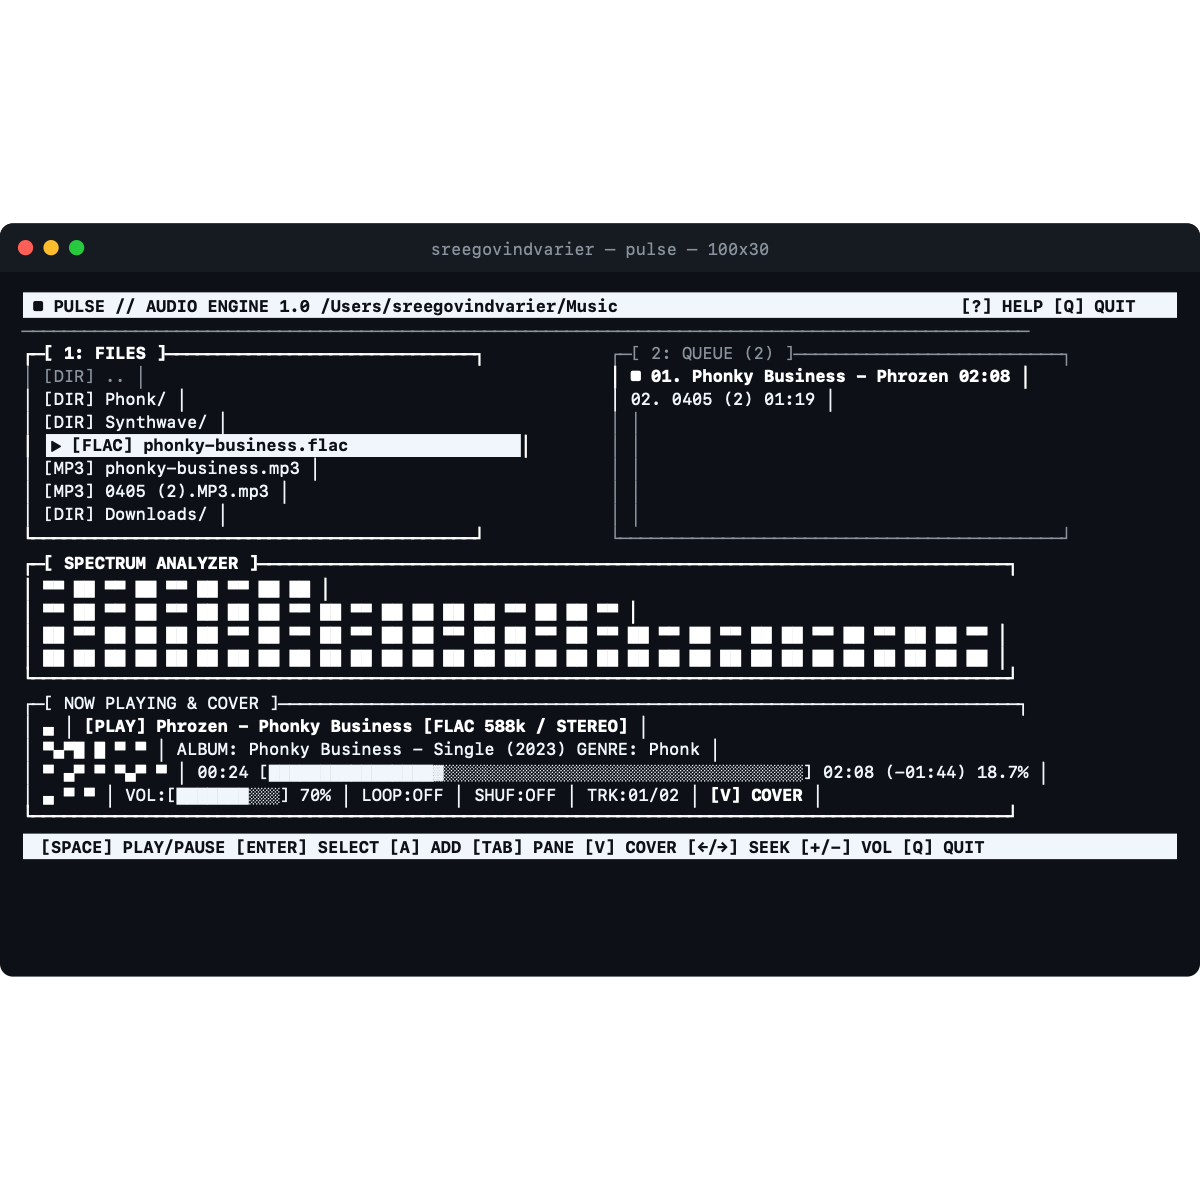 sreegovindvarier — pulse — 100x30
■ PULSE // AUDIO ENGINE 1.0 /Users/sreegovindvarier/Music [?] HELP [Q] QUIT
[ 1: FILES ]
[DIR] ..
[DIR] Phonk/
[DIR] Synthwave/
▶ [FLAC] phonky-business.flac
[MP3] phonky-business.mp3
[MP3] 0405 (2).MP3.mp3
[DIR] Downloads/
[ 2: QUEUE (2) ]
■ 01. Phonky Business - Phrozen 02:08
02. 0405 (2) 01:19
[ SPECTRUM ANALYZER ]
[ NOW PLAYING & COVER ]
[PLAY] Phrozen - Phonky Business [FLAC 588k / STEREO]
ALBUM: Phonky Business - Single (2023) GENRE: Phonk
00:24 [] 02:08 (-01:44) 18.7%
VOL:[] 70% | LOOP:OFF | SHUF:OFF | TRK:01/02 | [V] COVER
[SPACE] PLAY/PAUSE [ENTER] SELECT [A] ADD [TAB] PANE [V] COVER [←/→] SEEK [+/-] VOL [Q] QUIT